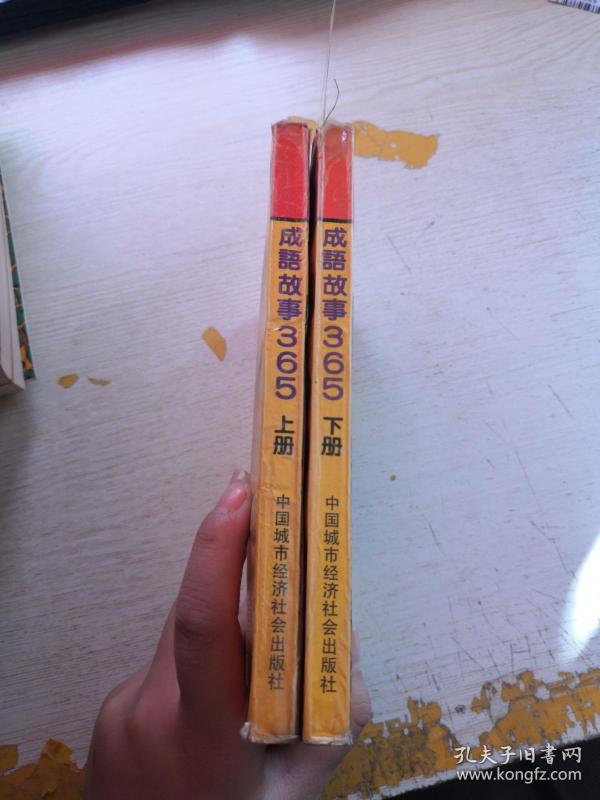 成語故事365
上册
中国城市经济社会出版社
成語故事365
下册
中国城市经济社会出版社
孔夫子旧书网
www.kongfz.com